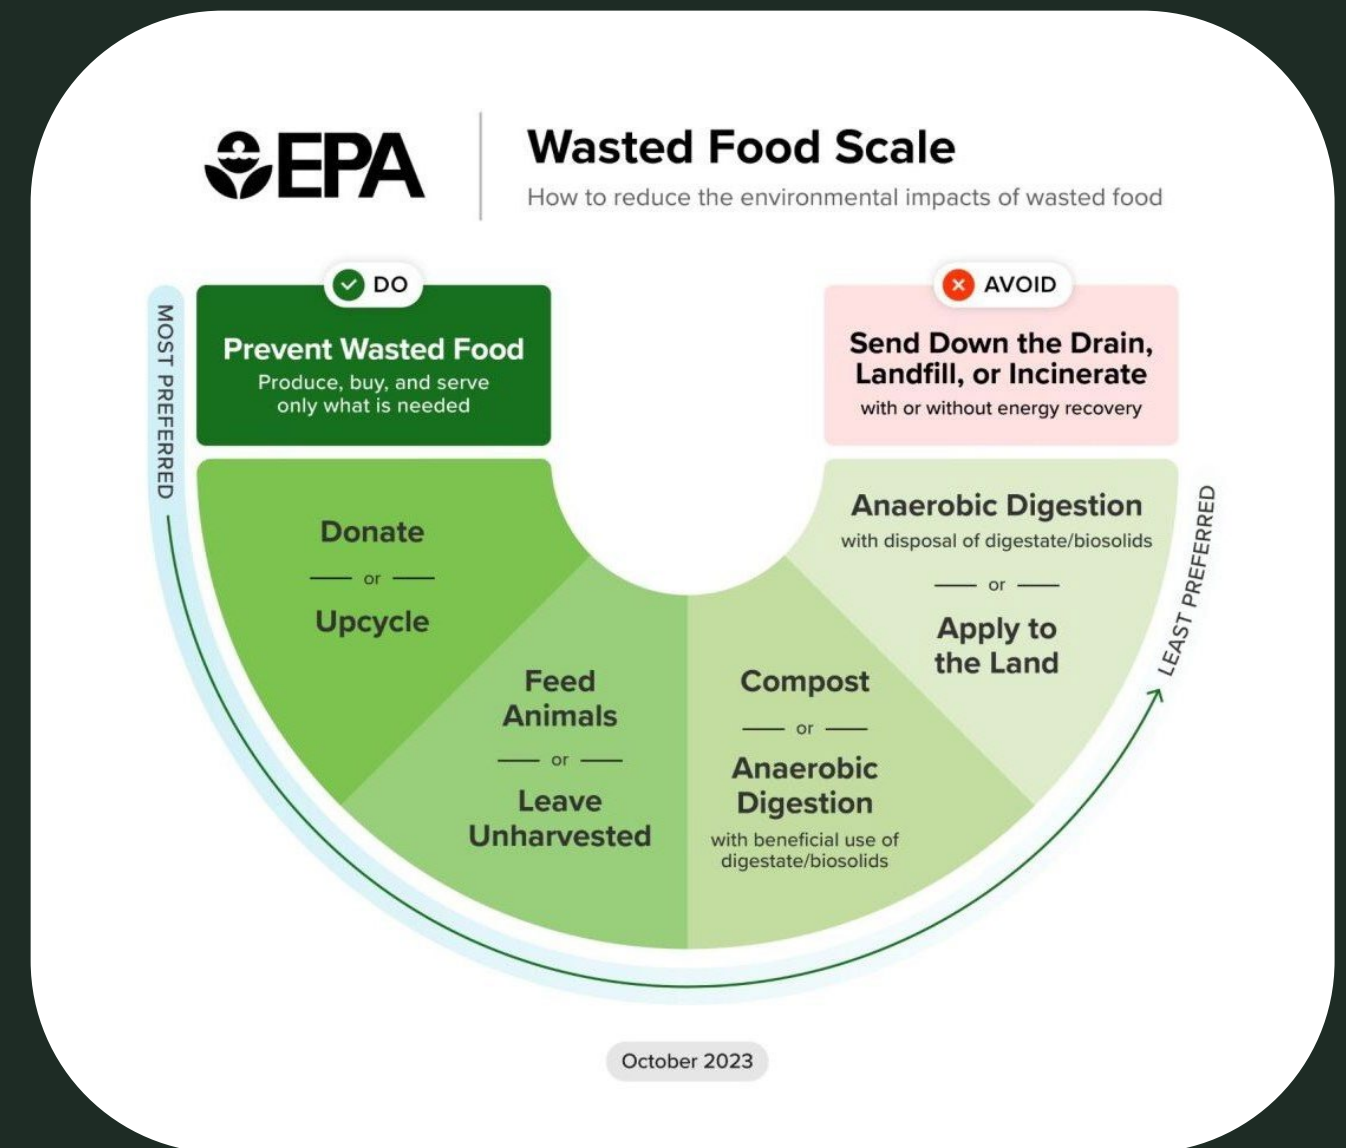 EPA
Wasted Food Scale
How to reduce the environmental impacts of wasted food
MOST PREFERRED
DO
Prevent Wasted Food
Produce, buy, and serve
only what is needed
AVOID
Send Down the Drain,
Landfill, or Incinerate
with or without energy recovery
Donate
or
Upcycle
Feed
Animals
or
Leave
Unharvested
Compost
or
Anaerobic
Digestion
with beneficial use of
digestate/biosolids
Anaerobic Digestion
with disposal of digestate/biosolids
or
Apply to
the Land
LEAST PREFERRED
October 2023